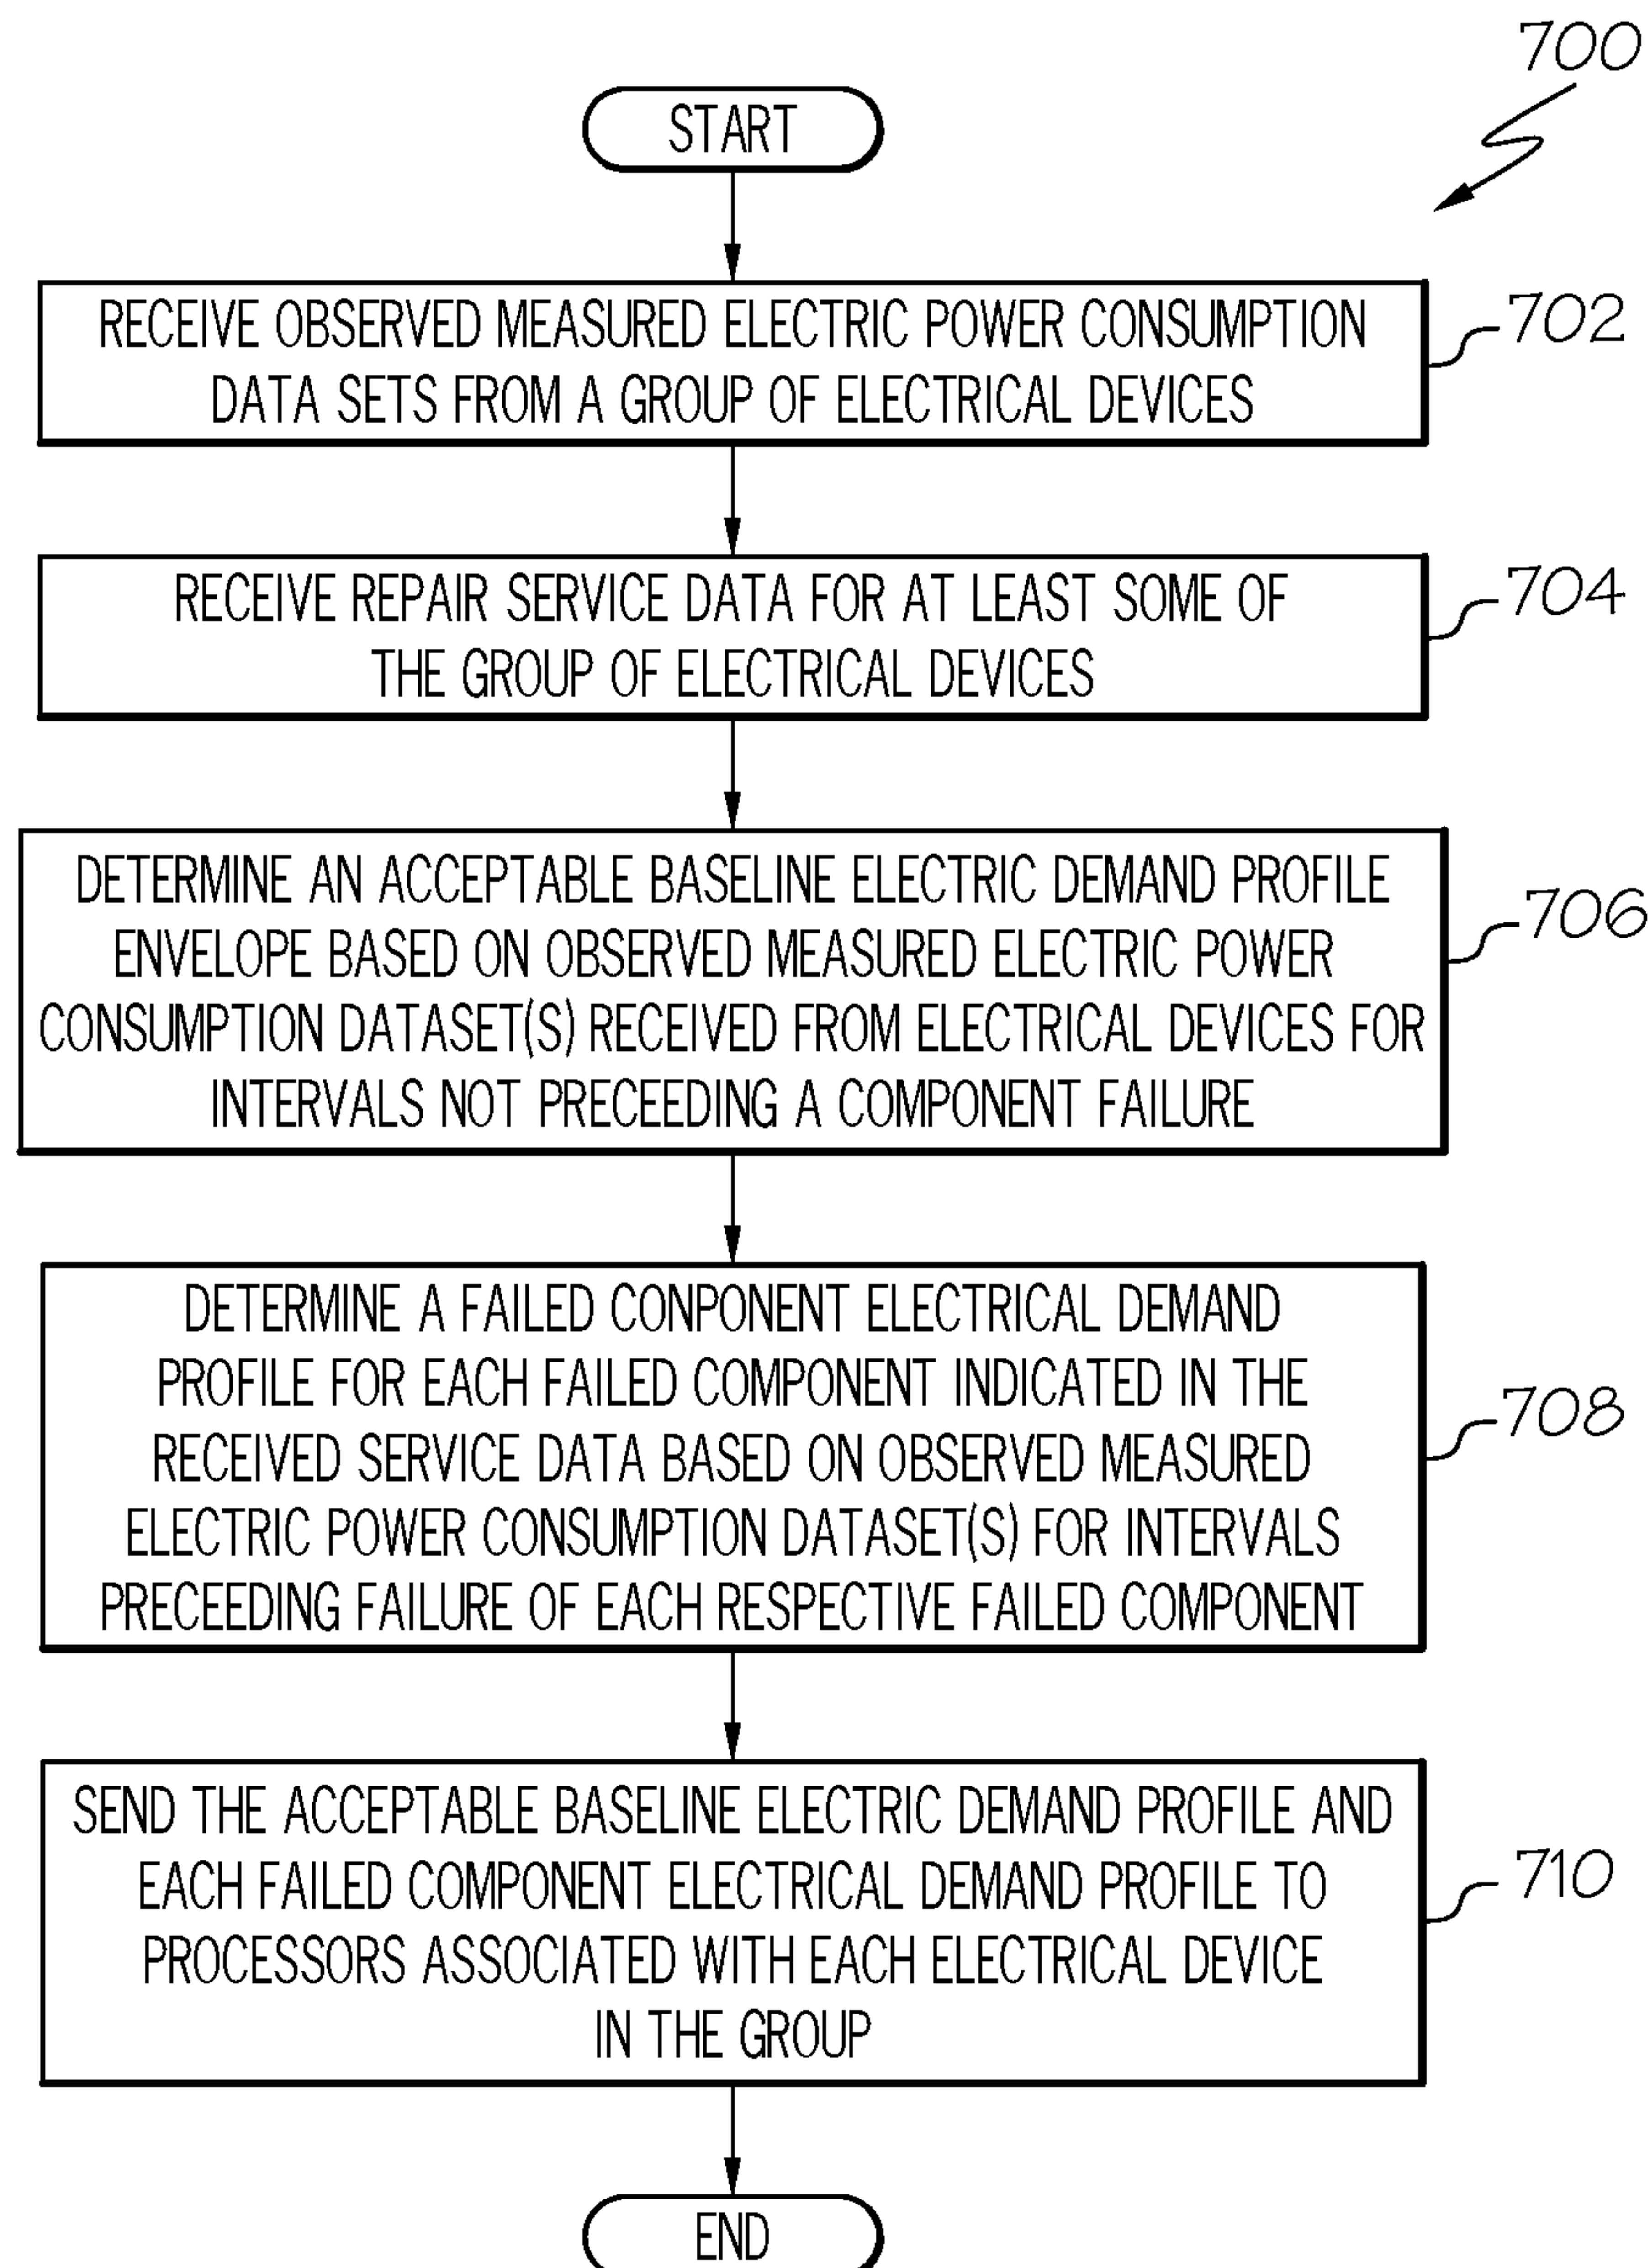 700
START
RECEIVE OBSERVED MEASURED ELECTRIC POWER CONSUMPTION
DATA SETS FROM A GROUP OF ELECTRICAL DEVICES
702
RECEIVE REPAIR SERVICE DATA FOR AT LEAST SOME OF
THE GROUP OF ELECTRICAL DEVICES
704
DETERMINE AN ACCEPTABLE BASELINE ELECTRIC DEMAND PROFILE
ENVELOPE BASED ON OBSERVED MEASURED ELECTRIC POWER
CONSUMPTION DATASET(S) RECEIVED FROM ELECTRICAL DEVICES FOR
INTERVALS NOT PRECEEDING A COMPONENT FAILURE
706
DETERMINE A FAILED CONPONENT ELECTRICAL DEMAND
PROFILE FOR EACH FAILED COMPONENT INDICATED IN THE
RECEIVED SERVICE DATA BASED ON OBSERVED MEASURED
ELECTRIC POWER CONSUMPTION DATASET(S) FOR INTERVALS
PRECEEDING FAILURE OF EACH RESPECTIVE FAILED COMPONENT
708
SEND THE ACCEPTABLE BASELINE ELECTRIC DEMAND PROFILE AND
EACH FAILED COMPONENT ELECTRICAL DEMAND PROFILE TO
PROCESSORS ASSOCIATED WITH EACH ELECTRICAL DEVICE
IN THE GROUP
710
END